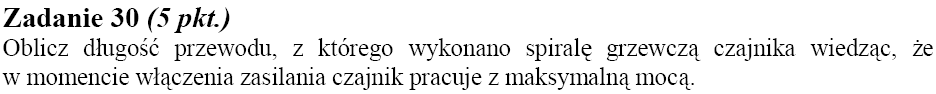 Zadanie 30 (5 pkt.)
Oblicz długość przewodu, z którego wykonano spiralę grzewczą czajnika wiedząc, że
w momencie włączenia zasilania czajnik pracuje z maksymalną mocą.